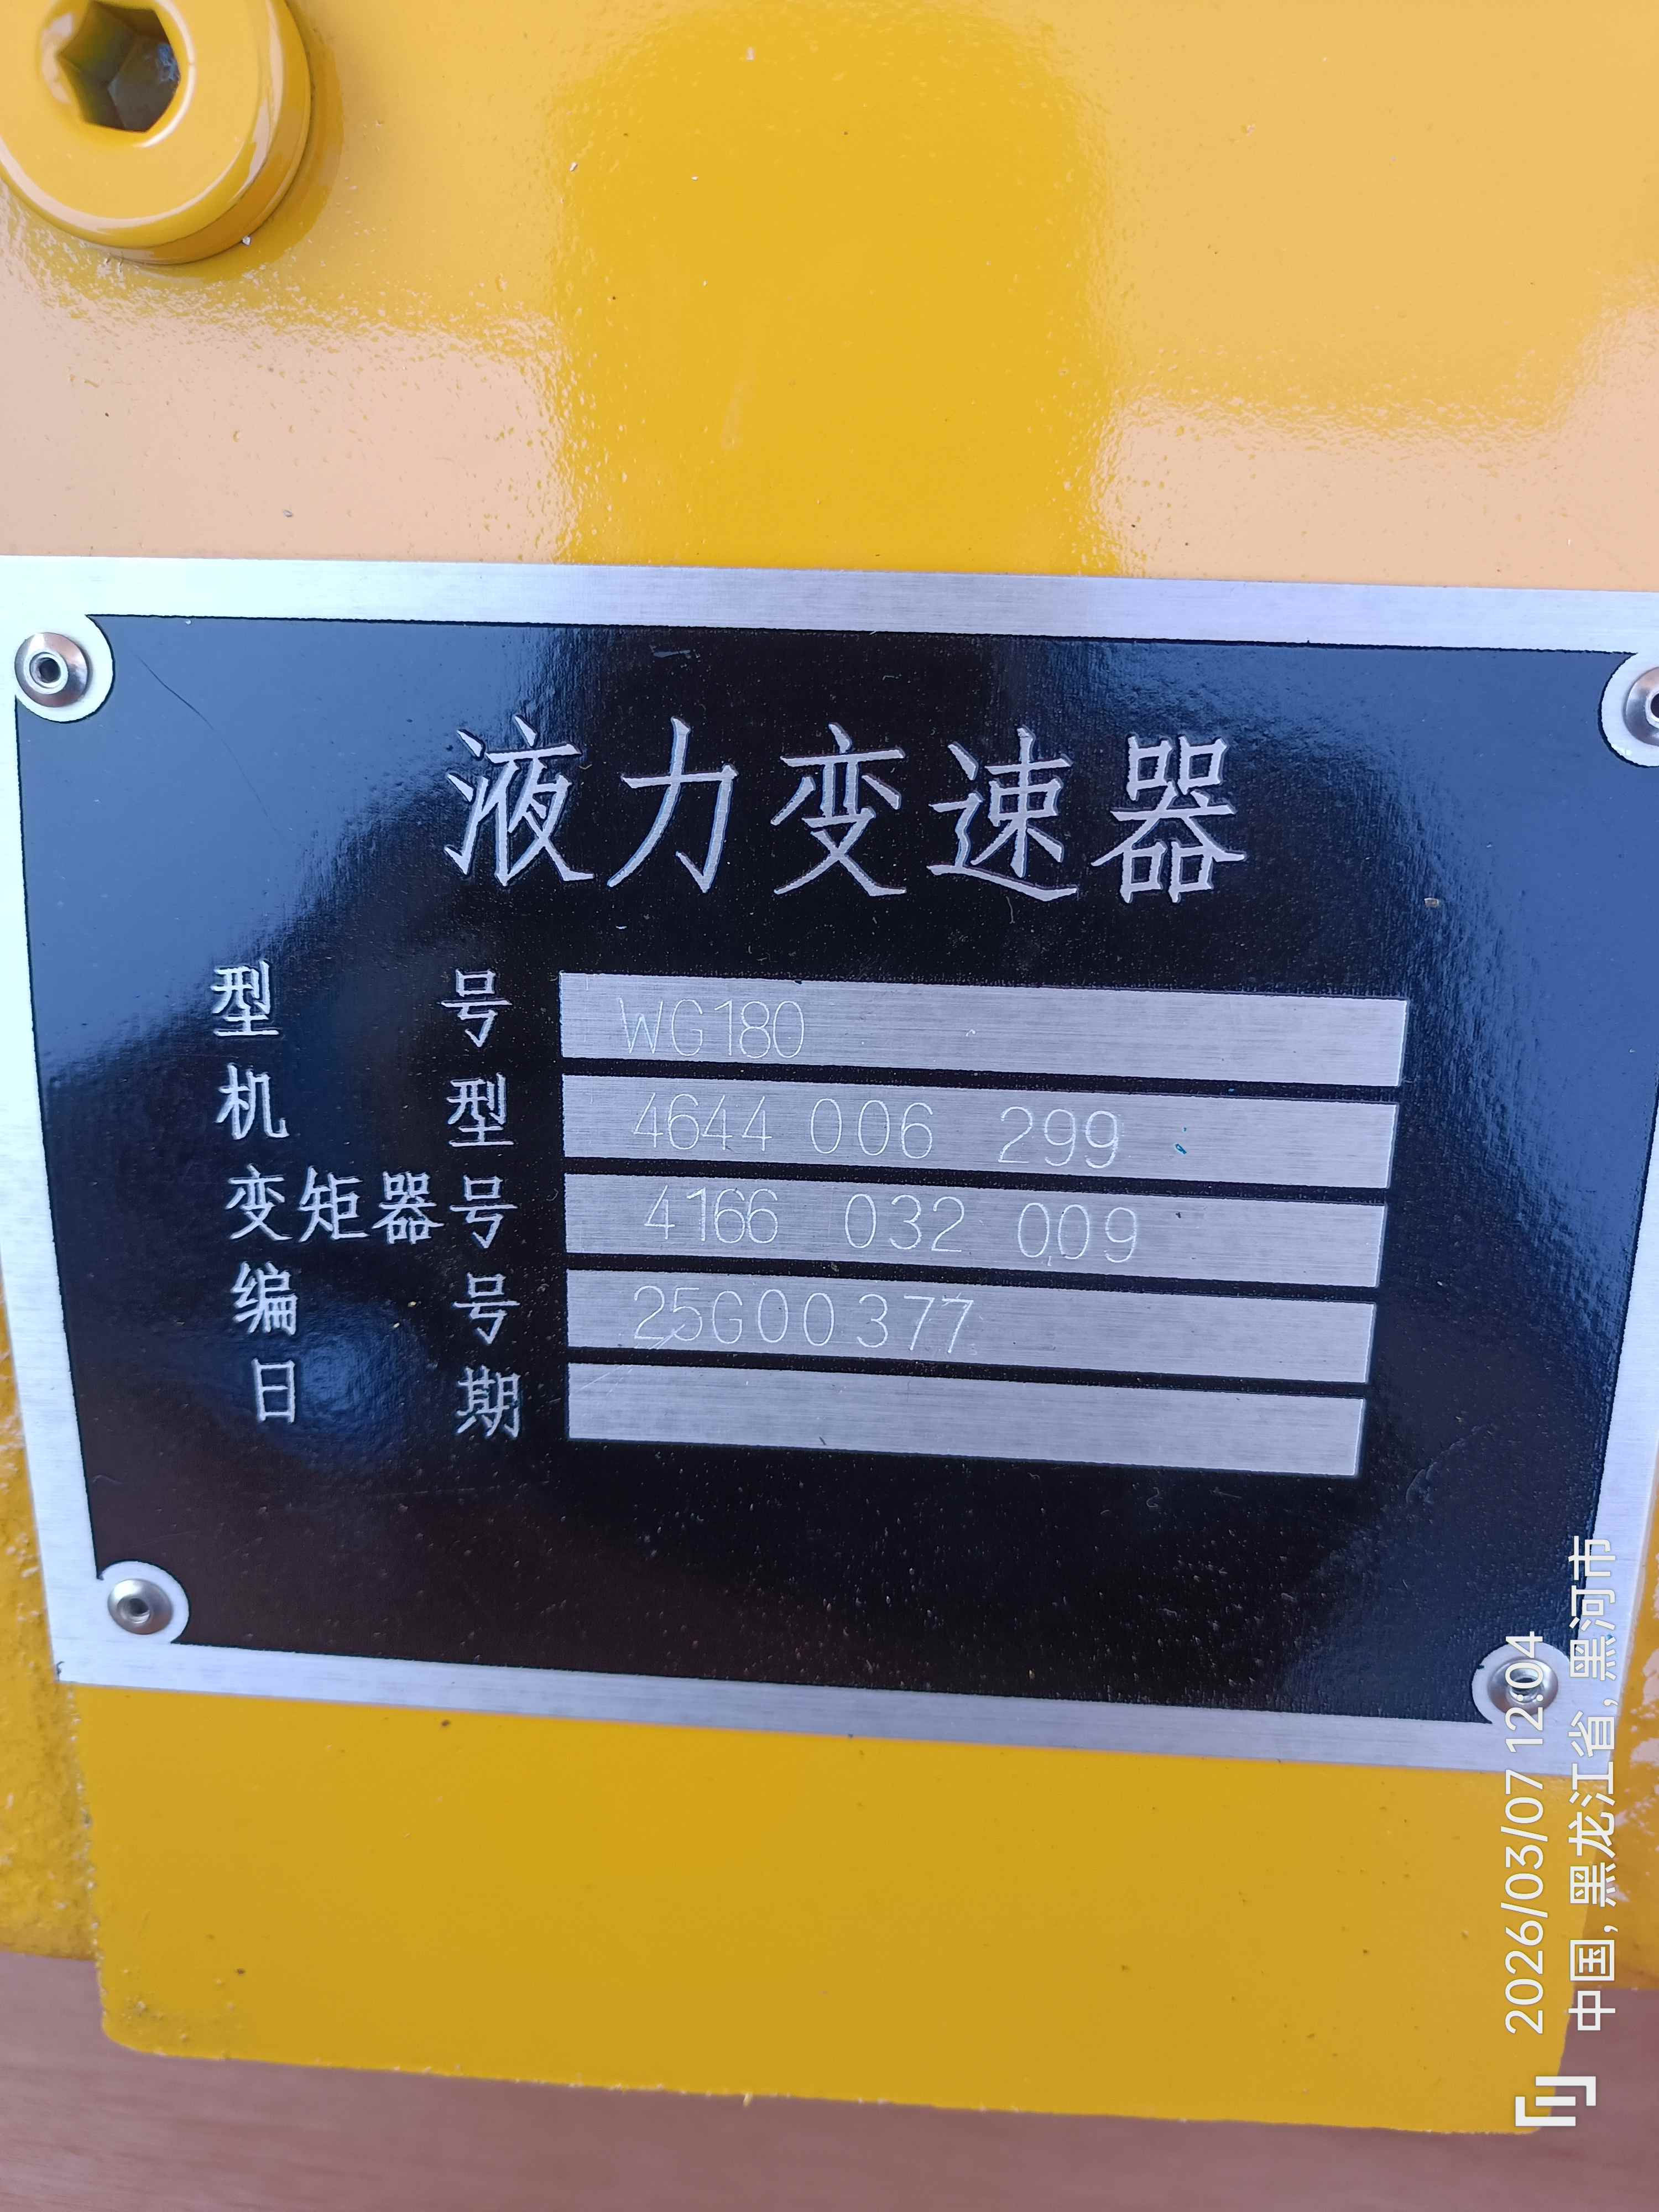 液力变速器
型号 WG180
机型 4644 006 299
变矩器号 4166 032 009
编号 25G00377
日期
2026/03/07 12:04
中国, 黑龙江省, 黑河市